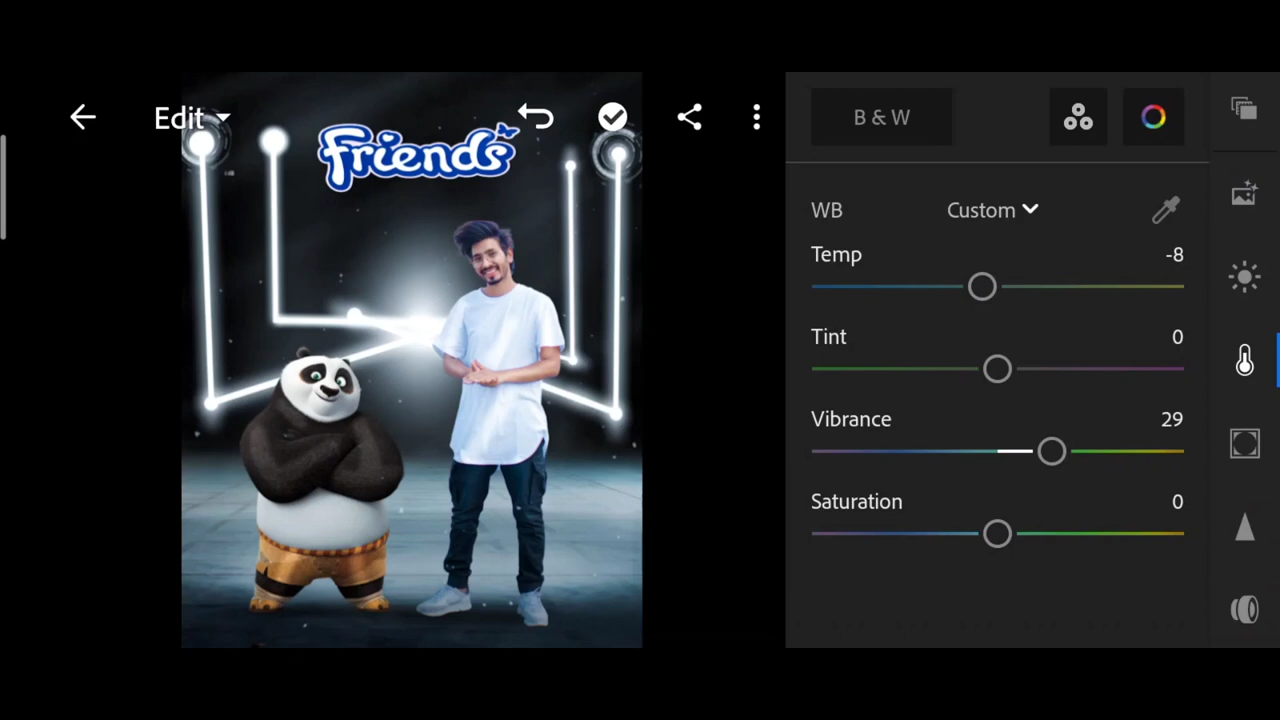 Edit
friends
B & W
WB
Custom
Temp
-8
Tint
0
Vibrance
29
Saturation
0